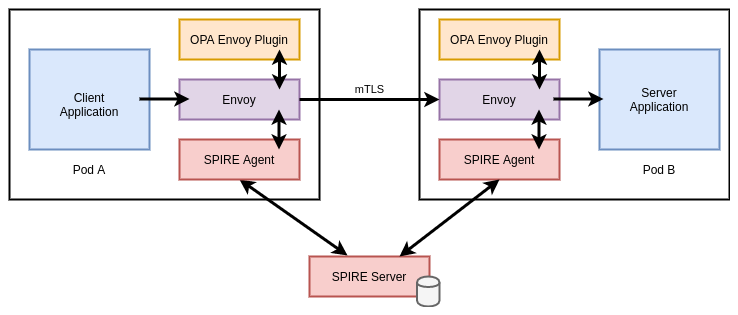 OPA Envoy Plugin
Client
Application
Envoy
SPIRE Agent
Pod A
mTLS
OPA Envoy Plugin
Envoy
Server
Application
SPIRE Agent
Pod B
SPIRE Server